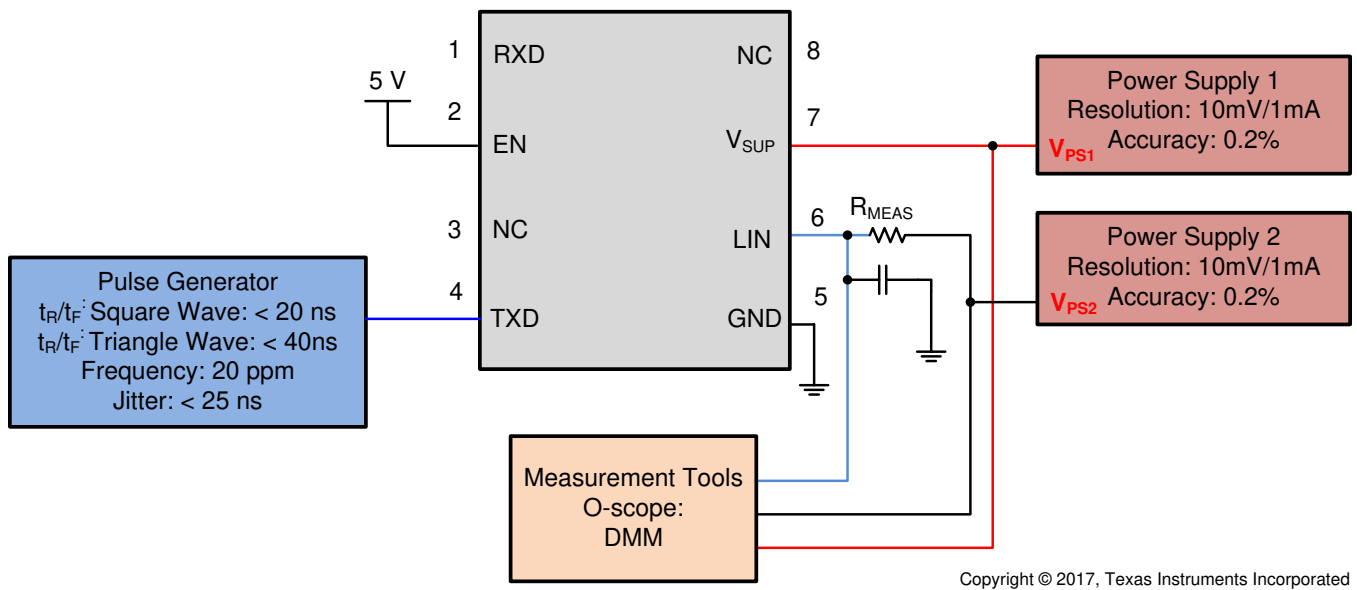 1
RXD
NC
8
5 V
2
EN
7
VSUP
Power Supply 1
Resolution: 10mV/1mA
Accuracy: 0.2%
VPS1
3
NC
6
LIN
RMEAS
Power Supply 2
Resolution: 10mV/1mA
Accuracy: 0.2%
VPS2
Pulse Generator
tR/tF: Square Wave: < 20 ns
tR/tF: Triangle Wave: < 40ns
Frequency: 20 ppm
Jitter: < 25 ns
4
TXD
5
GND
Measurement Tools
O-scope:
DMM
Copyright © 2017, Texas Instruments Incorporated